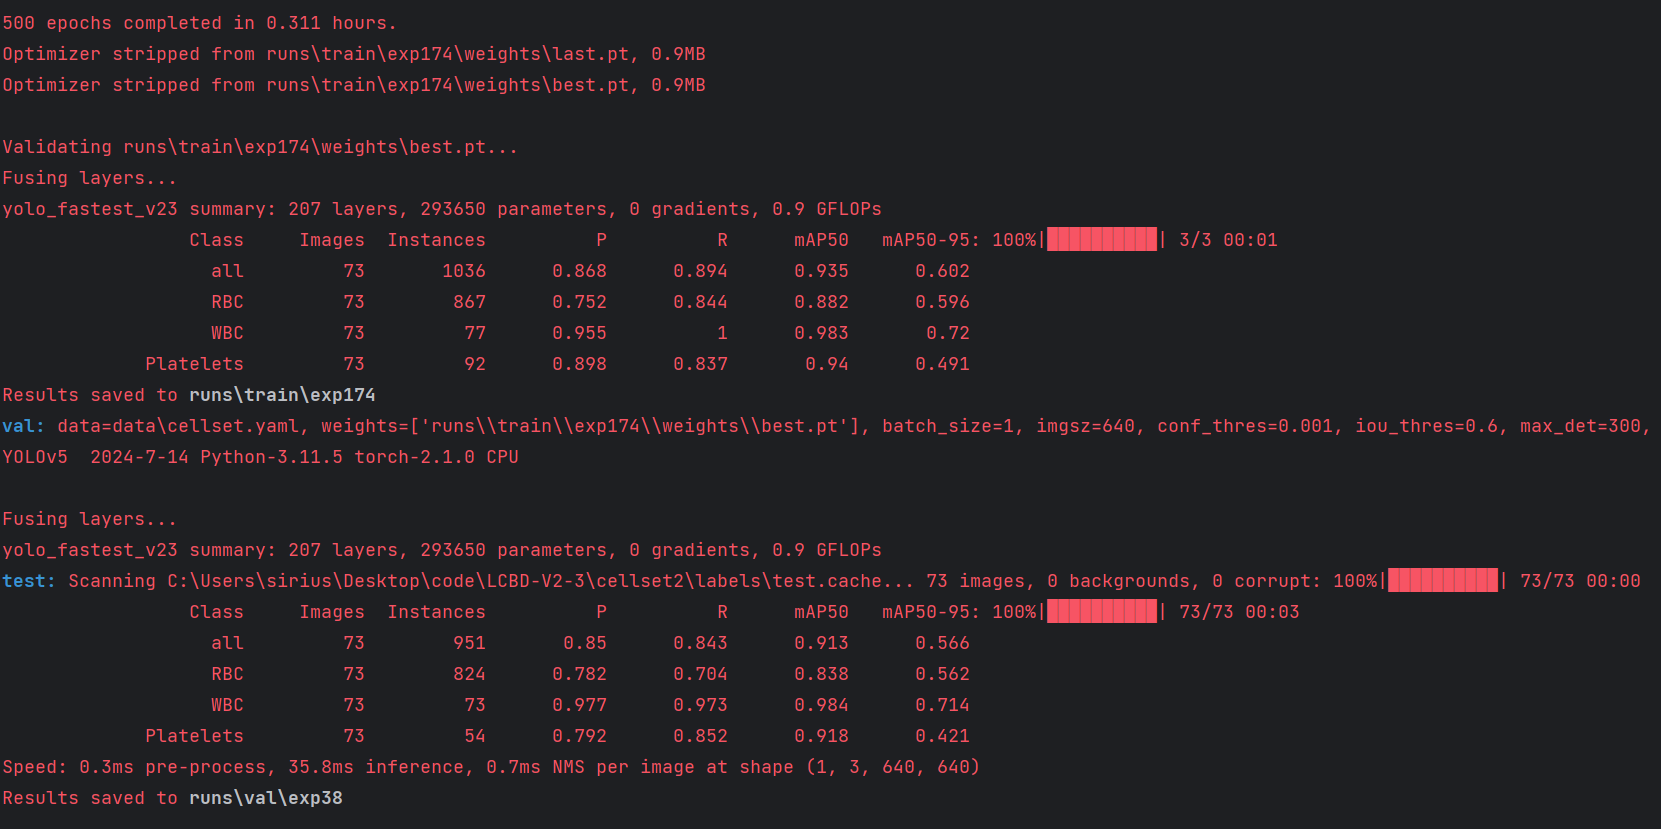 500 epochs completed in 0.311 hours.
Optimizer stripped from runs\train\exp174\weights\last.pt, 0.9MB
Optimizer stripped from runs\train\exp174\weights\best.pt, 0.9MB
Validating runs\train\exp174\weights\best.pt...
Fusing layers...
yolo_fastest_v23 summary: 207 layers, 293650 parameters, 0 gradients, 0.9 GFLOPs
Class Images Instances P R mAP50 mAP50-95: 100%|██████████| 3/3 00:01
all 73 1036 0.868 0.894 0.935 0.602
RBC 73 867 0.752 0.844 0.882 0.596
WBC 73 77 0.955 1 0.983 0.72
Platelets 73 92 0.898 0.837 0.94 0.491
Results saved to runs\train\exp174
val: data=data\cellset.yaml, weights=['runs\\train\\exp174\\weights\\best.pt'], batch_size=1, imgsz=640, conf_thres=0.001, iou_thres=0.6, max_det=300,
YOLOv5  2024-7-14 Python-3.11.5 torch-2.1.0 CPU
Fusing layers...
yolo_fastest_v23 summary: 207 layers, 293650 parameters, 0 gradients, 0.9 GFLOPs
test: Scanning C:\Users\sirius\Desktop\code\LCBD-V2-3\cellset2\labels\test.cache... 73 images, 0 backgrounds, 0 corrupt: 100%|██████████| 73/73 00:00
Class Images Instances P R mAP50 mAP50-95: 100%|██████████| 73/73 00:03
all 73 951 0.85 0.843 0.913 0.566
RBC 73 824 0.782 0.704 0.838 0.562
WBC 73 73 0.977 0.973 0.984 0.714
Platelets 73 54 0.792 0.852 0.918 0.421
Speed: 0.3ms pre-process, 35.8ms inference, 0.7ms NMS per image at shape (1, 3, 640, 640)
Results saved to runs\val\exp38